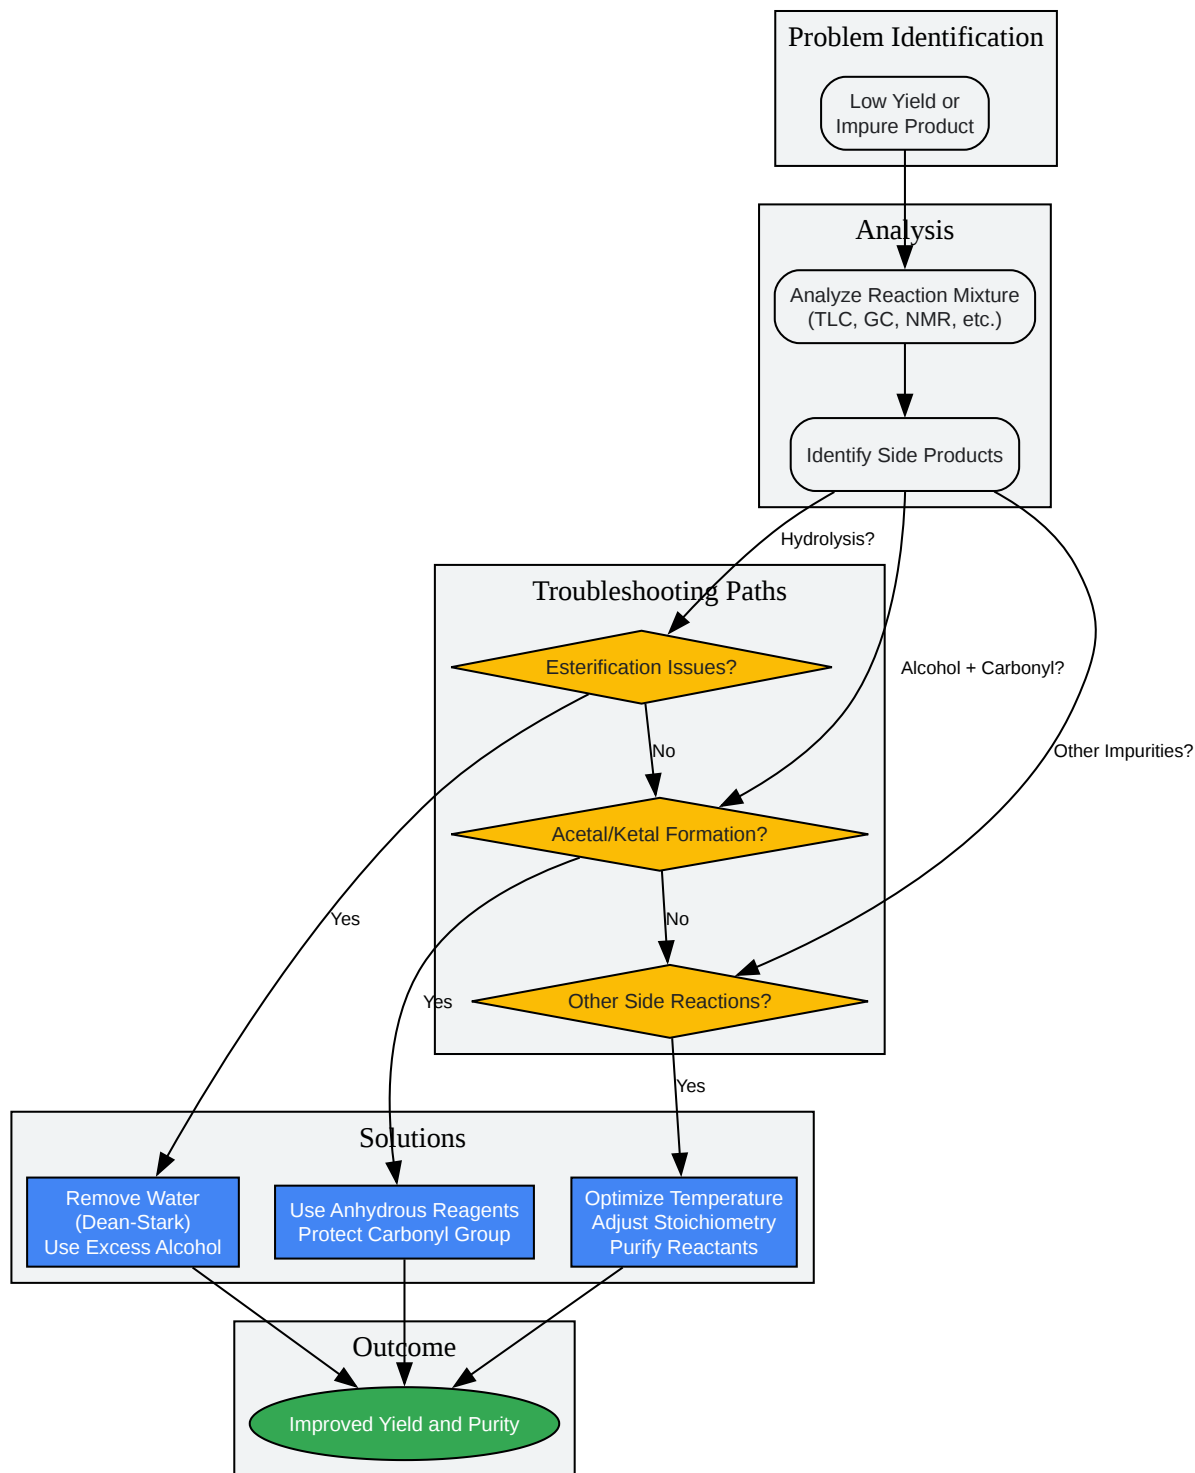 Problem Identification
Low Yield or
Impure Product
Analysis
Analyze Reaction Mixture
(TLC, GC, NMR, etc.)
Identify Side Products
Hydrolysis?
Troubleshooting Paths
Esterification Issues?
Alcohol + Carbonyl?
No
Other Impurities?
Acetal/Ketal Formation?
Yes
No
Yes
Other Side Reactions?
Yes
Solutions
Remove Water
(Dean-Stark)
Use Excess Alcohol
Use Anhydrous Reagents
Protect Carbonyl Group
Optimize Temperature
Adjust Stoichiometry
Purify Reactants
Outcome
Improved Yield and Purity